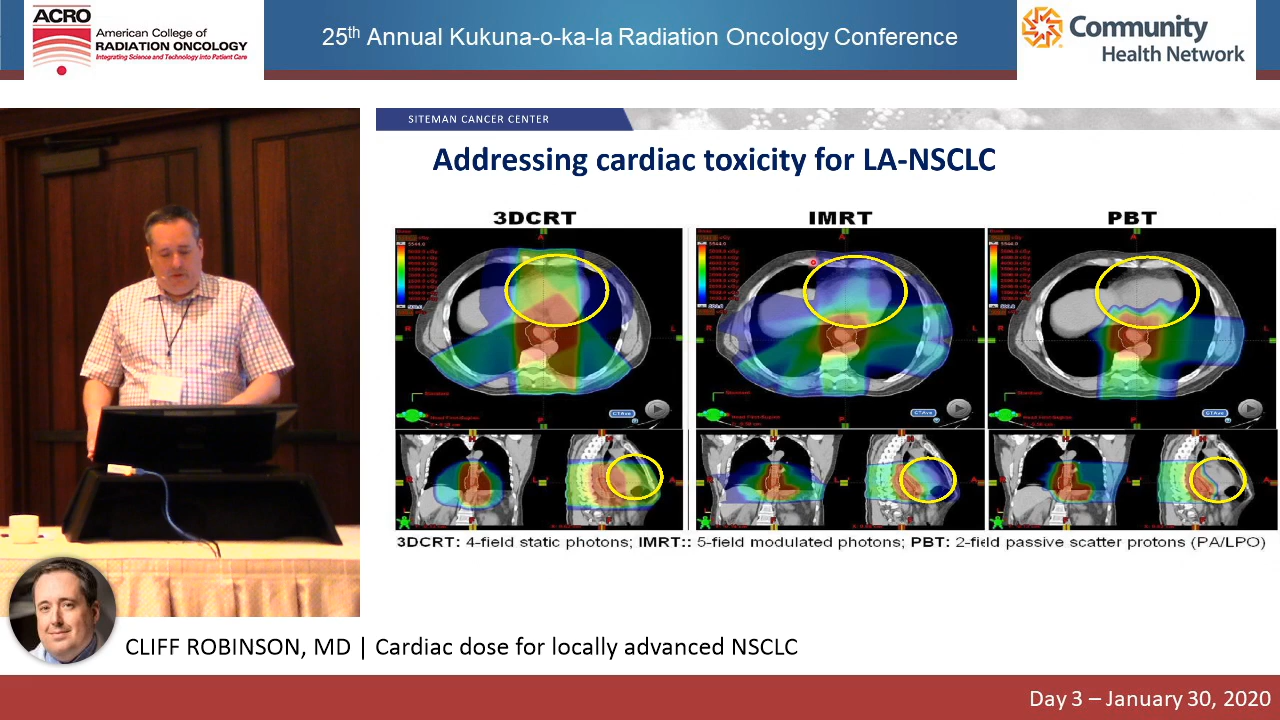 ACRO
American College of
RADIATION ONCOLOGY
Integrating Science and Technology Into Patient Care
25th Annual Kukuna-o-ka-la Radiation Oncology Conference
Community
Health Network
SITEMAN CANCER CENTER
Addressing cardiac toxicity for LA-NSCLC
3DCRT IMRT PBT
A A A
R L R L R L
P P P
CTAve CTAve CTAve
H H H
3DCRT: 4-field static photons; IMRT:: 5-field modulated photons; PBT: 2-field passive scatter protons (PA/LPO)
CLIFF ROBINSON, MD | Cardiac dose for locally advanced NSCLC
Day 3 – January 30, 2020